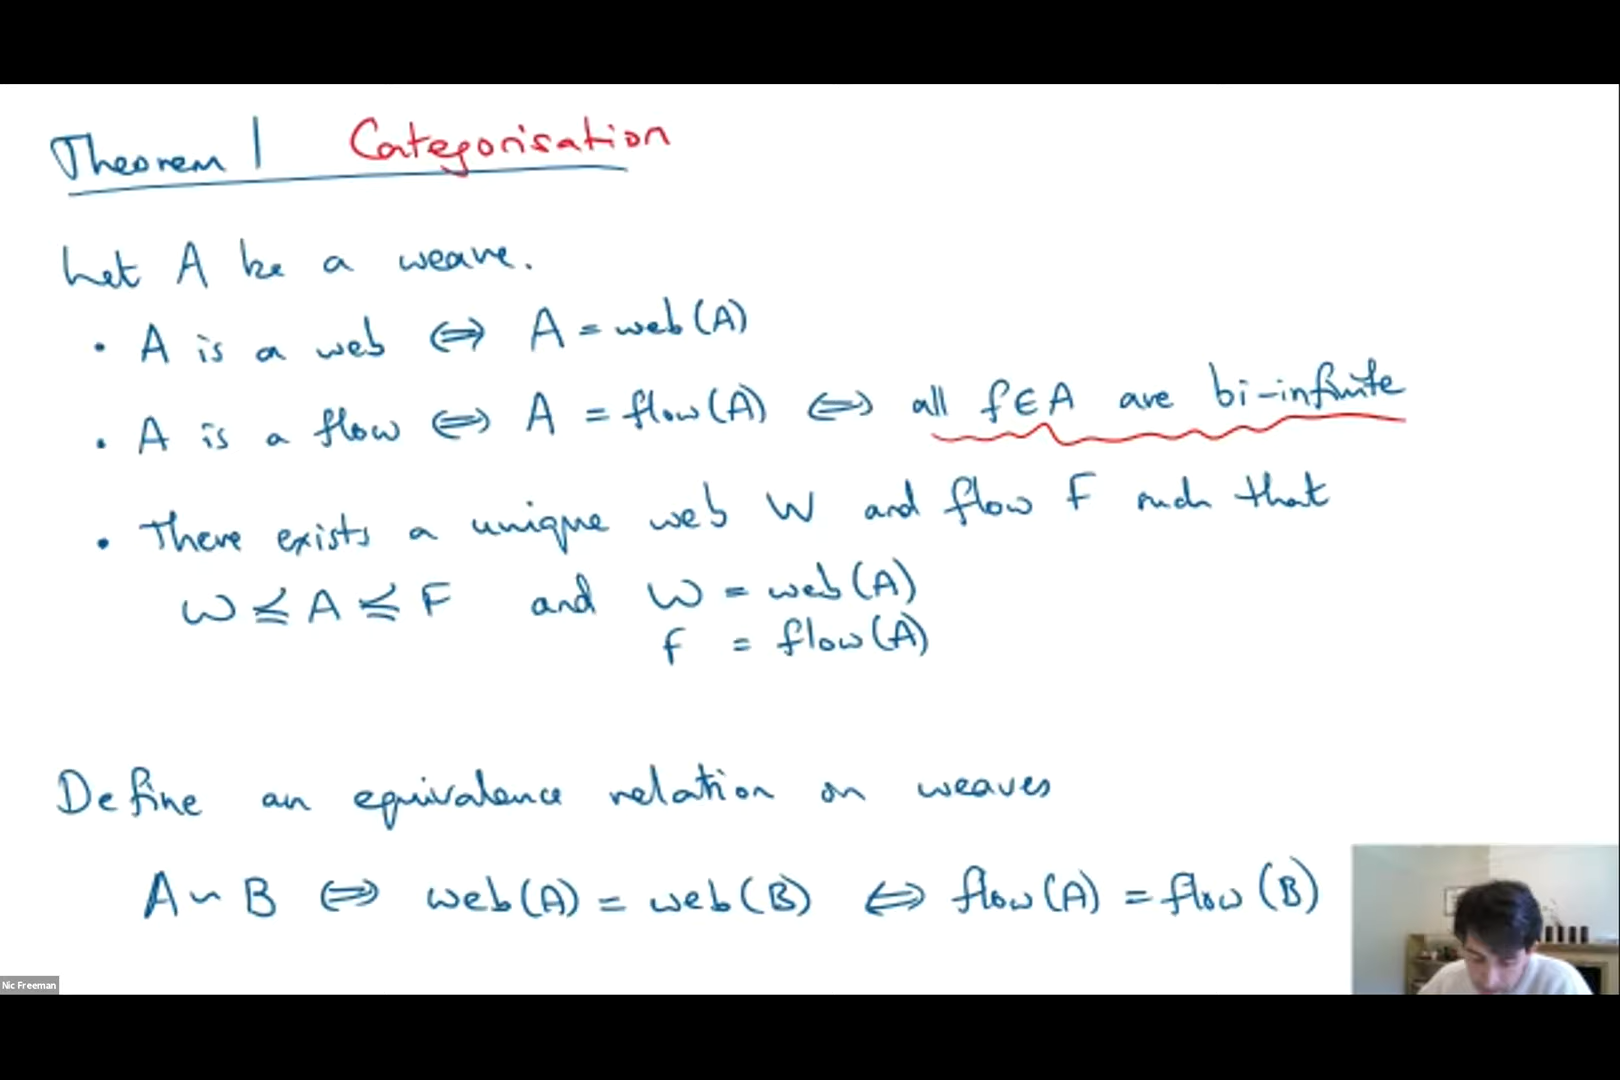 Theorem 1 Categorisation
Let A be a weave.
• A is a web ⇔ A = web(A)
• A is a flow ⇔ A = flow(A) ⇔ all f∈A are bi-infinite
• There exists a unique web W and flow F such that
W ≦ A ≦ F and W = web(A)
F = flow(A)
Define an equivalence relation on weaves
A ~ B ⇔ web(A) = web(B) ⇔ flow(A) = flow(B)
Nic Freeman